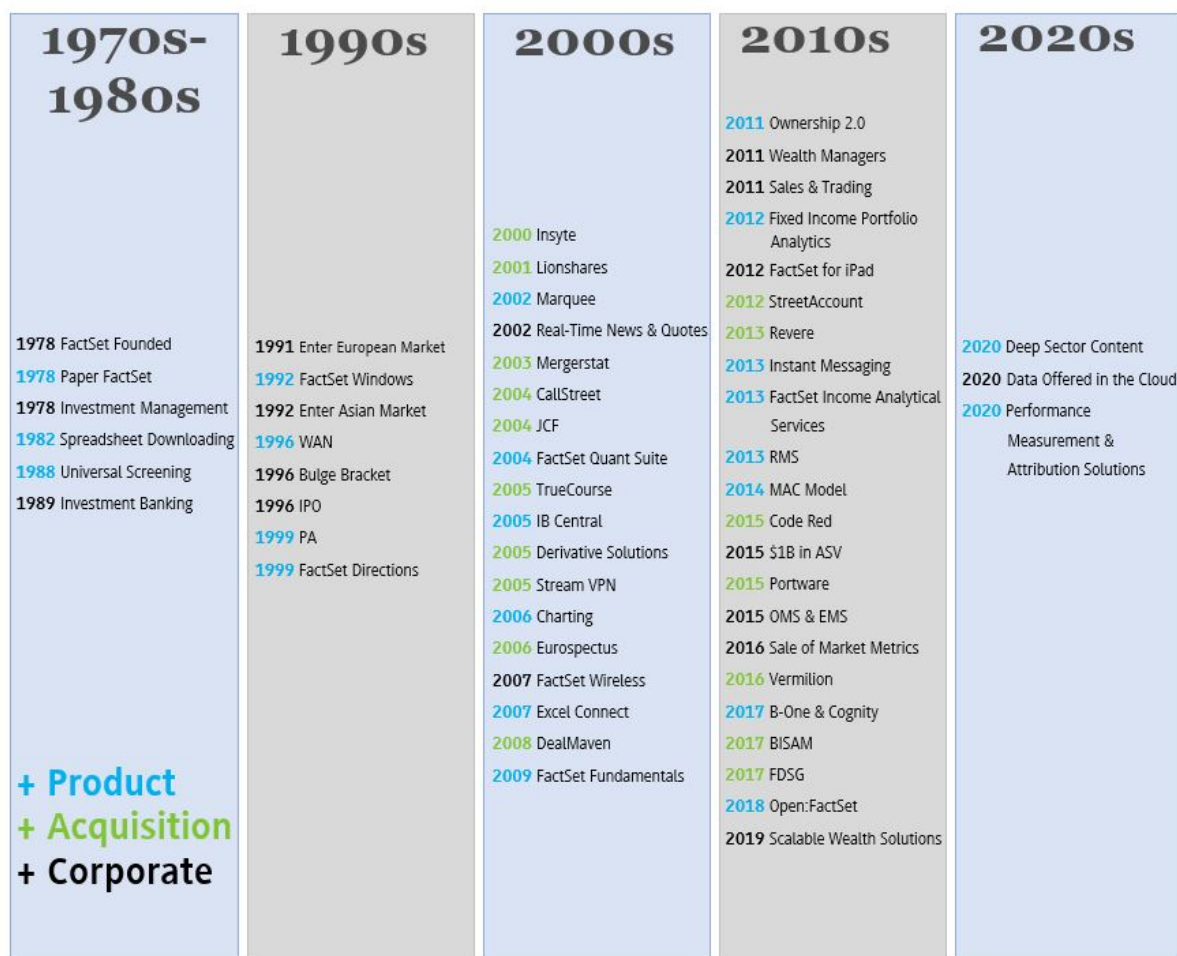 1970s-
1980s
1978 FactSet Founded
1978 Paper FactSet
1978 Investment Management
1982 Spreadsheet Downloading
1988 Universal Screening
1989 Investment Banking
+ Product
+ Acquisition
+ Corporate
1990s
1991 Enter European Market
1992 FactSet Windows
1992 Enter Asian Market
1996 WAN
1996 Bulge Bracket
1996 IPO
1999 PA
1999 FactSet Directions
2000s
2000 Insyte
2001 Lionshares
2002 Marquee
2002 Real-Time News & Quotes
2003 Mergerstat
2004 CallStreet
2004 JCF
2004 FactSet Quant Suite
2005 TrueCourse
2005 IB Central
2005 Derivative Solutions
2005 Stream VPN
2006 Charting
2006 Eurospectus
2007 FactSet Wireless
2007 Excel Connect
2008 DealMaven
2009 FactSet Fundamentals
2010s
2011 Ownership 2.0
2011 Wealth Managers
2011 Sales & Trading
2012 Fixed Income Portfolio
Analytics
2012 FactSet for iPad
2012 StreetAccount
2013 Revere
2013 Instant Messaging
2013 FactSet Income Analytical
Services
2013 RMS
2014 MAC Model
2015 Code Red
2015 $1B in ASV
2015 Portware
2015 OMS & EMS
2016 Sale of Market Metrics
2016 Vermilion
2017 B-One & Cognity
2017 BISAM
2017 FDSG
2018 Open:FactSet
2019 Scalable Wealth Solutions
2020s
2020 Deep Sector Content
2020 Data Offered in the Cloud
2020 Performance
Measurement &
Attribution Solutions